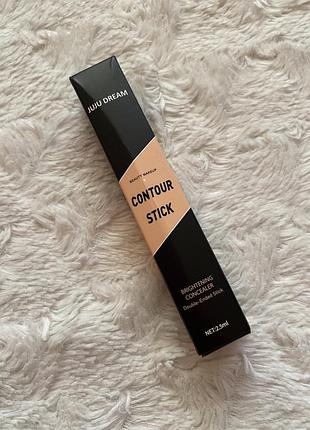 JUJU DREAM
BEAUTY MAKEUP
CONTOUR
STICK
BRIGHTENING
CONCEALER
Double-Ended Stick
NET:2.5ml